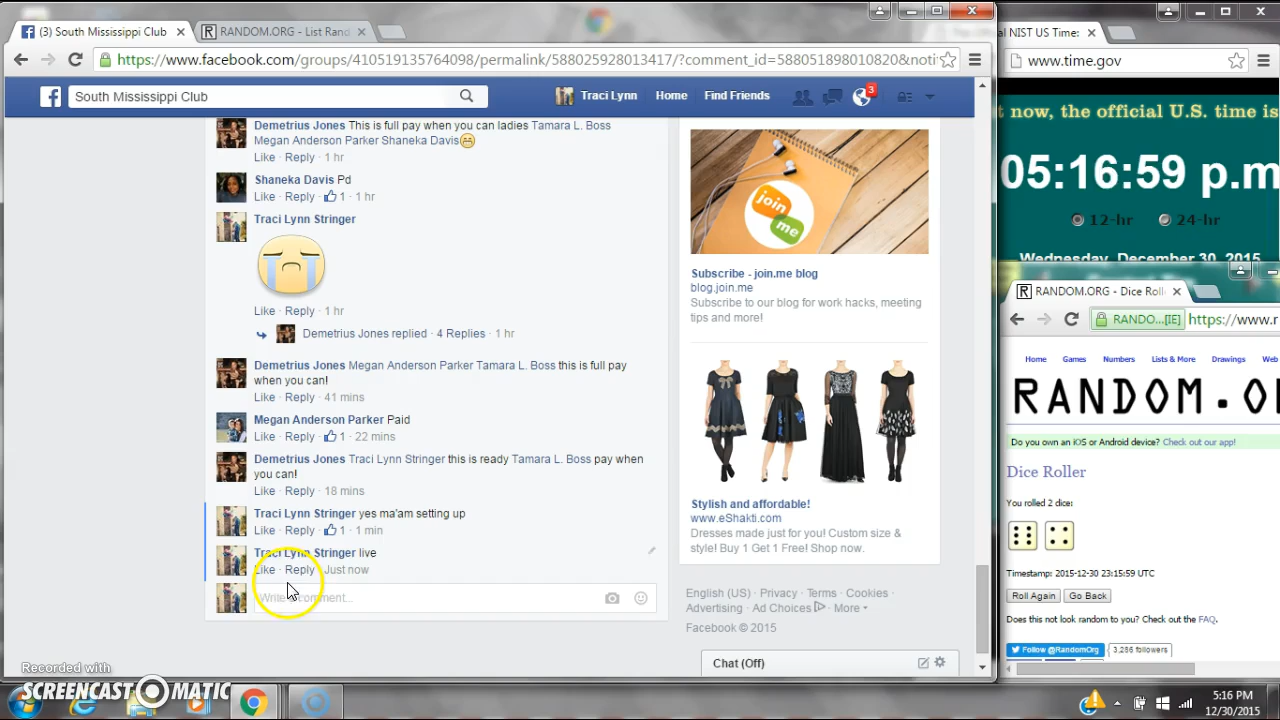 (3) South Mississippi Club
RANDOM.ORG - List Rand
https://www.facebook.com/groups/410519135764098/permalink/588025928013417/?comment_id=588051898010820&noti
South Mississippi Club
Traci Lynn
Home
Find Friends
3
Demetrius Jones This is full pay when you can ladies Tamara L. Boss
Megan Anderson Parker Shaneka Davis
Like · Reply · 1 hr
Shaneka Davis Pd
Like · Reply · 1 · 1 hr
Traci Lynn Stringer
Like · Reply · 1 hr
Demetrius Jones replied · 4 Replies · 1 hr
Demetrius Jones Megan Anderson Parker Tamara L. Boss this is full pay
when you can!
Like · Reply · 41 mins
Megan Anderson Parker Paid
Like · Reply · 1 · 22 mins
Demetrius Jones Traci Lynn Stringer this is ready Tamara L. Boss pay when
you can!
Like · Reply · 18 mins
Traci Lynn Stringer yes ma'am setting up
Like · Reply · 1 · 1 min
Traci Lynn Stringer live
Like · Reply · Just now
Write a comment...
join
me
Subscribe - join.me blog
blog.join.me
Subscribe to our blog for work hacks, meeting
tips and more!
Stylish and affordable!
www.eShakti.com
Dresses made just for you! Custom size &
style! Buy 1 Get 1 Free! Shop now.
English (US) · Privacy · Terms · Cookies ·
Advertising · Ad Choices · More
Facebook © 2015
Chat (Off)
Official NIST US Time:
www.time.gov
t now, the official U.S. time is
05:16:59 p.m
12-hr
24-hr
Wednesday, December 30, 2015
RANDOM.ORG - Dice Roll
RANDO...[IE]
https://www.r
Home
Games
Numbers
Lists & More
Drawings
Web
RANDOM.O
Do you own an iOS or Android device? Check out our app!
Dice Roller
You rolled 2 dice:
Timestamp: 2015-12-30 23:15:59 UTC
Roll Again
Go Back
Does this not look random to you? Check out the FAQ.
Follow @RandomOrg
3,286 followers
Recorded with
SCREENCAST-O-MATIC
5:16 PM
12/30/2015